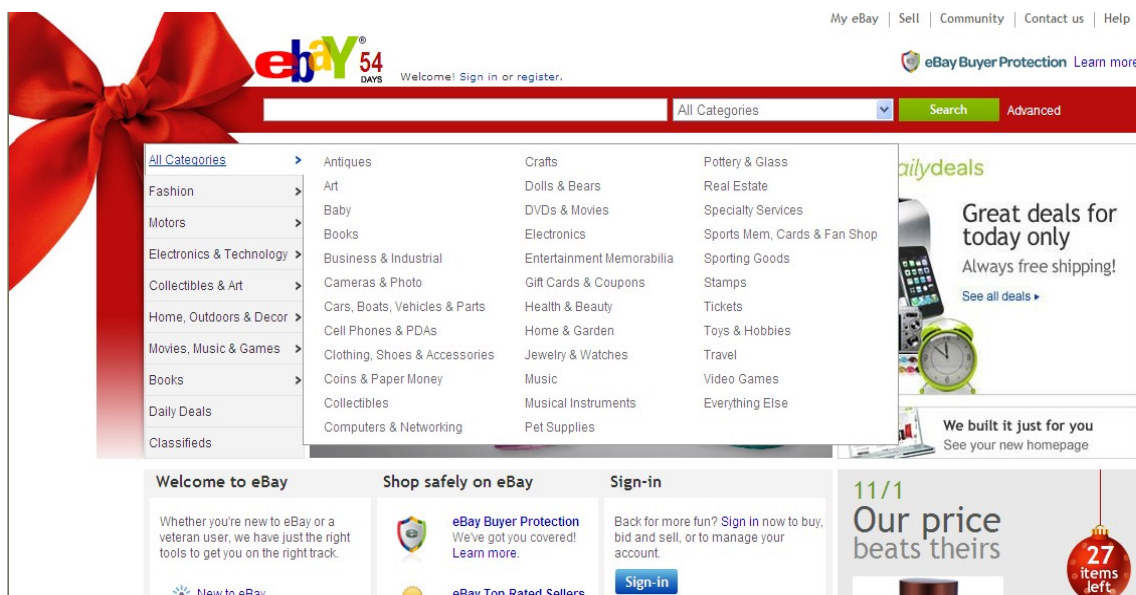 My eBay | Sell | Community | Contact us | Help
ebaY® 54 DAYS
Welcome! Sign in or register.
eBay Buyer Protection Learn more
All Categories
Search
Advanced
All Categories
Fashion
Motors
Electronics & Technology
Collectibles & Art
Home, Outdoors & Decor
Movies, Music & Games
Books
Daily Deals
Classifieds
Antiques
Art
Baby
Books
Business & Industrial
Cameras & Photo
Cars, Boats, Vehicles & Parts
Cell Phones & PDAs
Clothing, Shoes & Accessories
Coins & Paper Money
Collectibles
Computers & Networking
Crafts
Dolls & Bears
DVDs & Movies
Electronics
Entertainment Memorabilia
Gift Cards & Coupons
Health & Beauty
Home & Garden
Jewelry & Watches
Music
Musical Instruments
Pet Supplies
Pottery & Glass
Real Estate
Specialty Services
Sports Mem, Cards & Fan Shop
Sporting Goods
Stamps
Tickets
Toys & Hobbies
Travel
Video Games
Everything Else
ailydeals
Great deals for
today only
Always free shipping!
See all deals
We built it just for you
See your new homepage
Welcome to eBay
Whether you're new to eBay or a
veteran user, we have just the right
tools to get you on the right track.
New to eBay
Shop safely on eBay
eBay Buyer Protection
We've got you covered!
Learn more.
eBay Top Rated Sellers
Sign-in
Back for more fun? Sign in now to buy,
bid and sell, or to manage your
account.
Sign-in
11/1
Our price
beats theirs
27
items
left